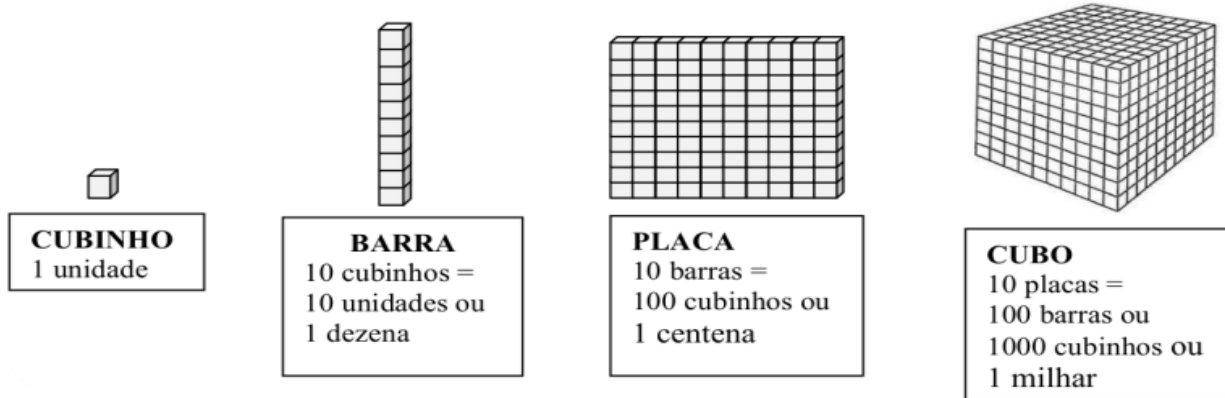 CUBINHO
1 unidade
BARRA
10 cubinhos =
10 unidades ou
1 dezena
PLACA
10 barras =
100 cubinhos ou
1 centena
CUBO
10 placas =
100 barras ou
1000 cubinhos ou
1 milhar